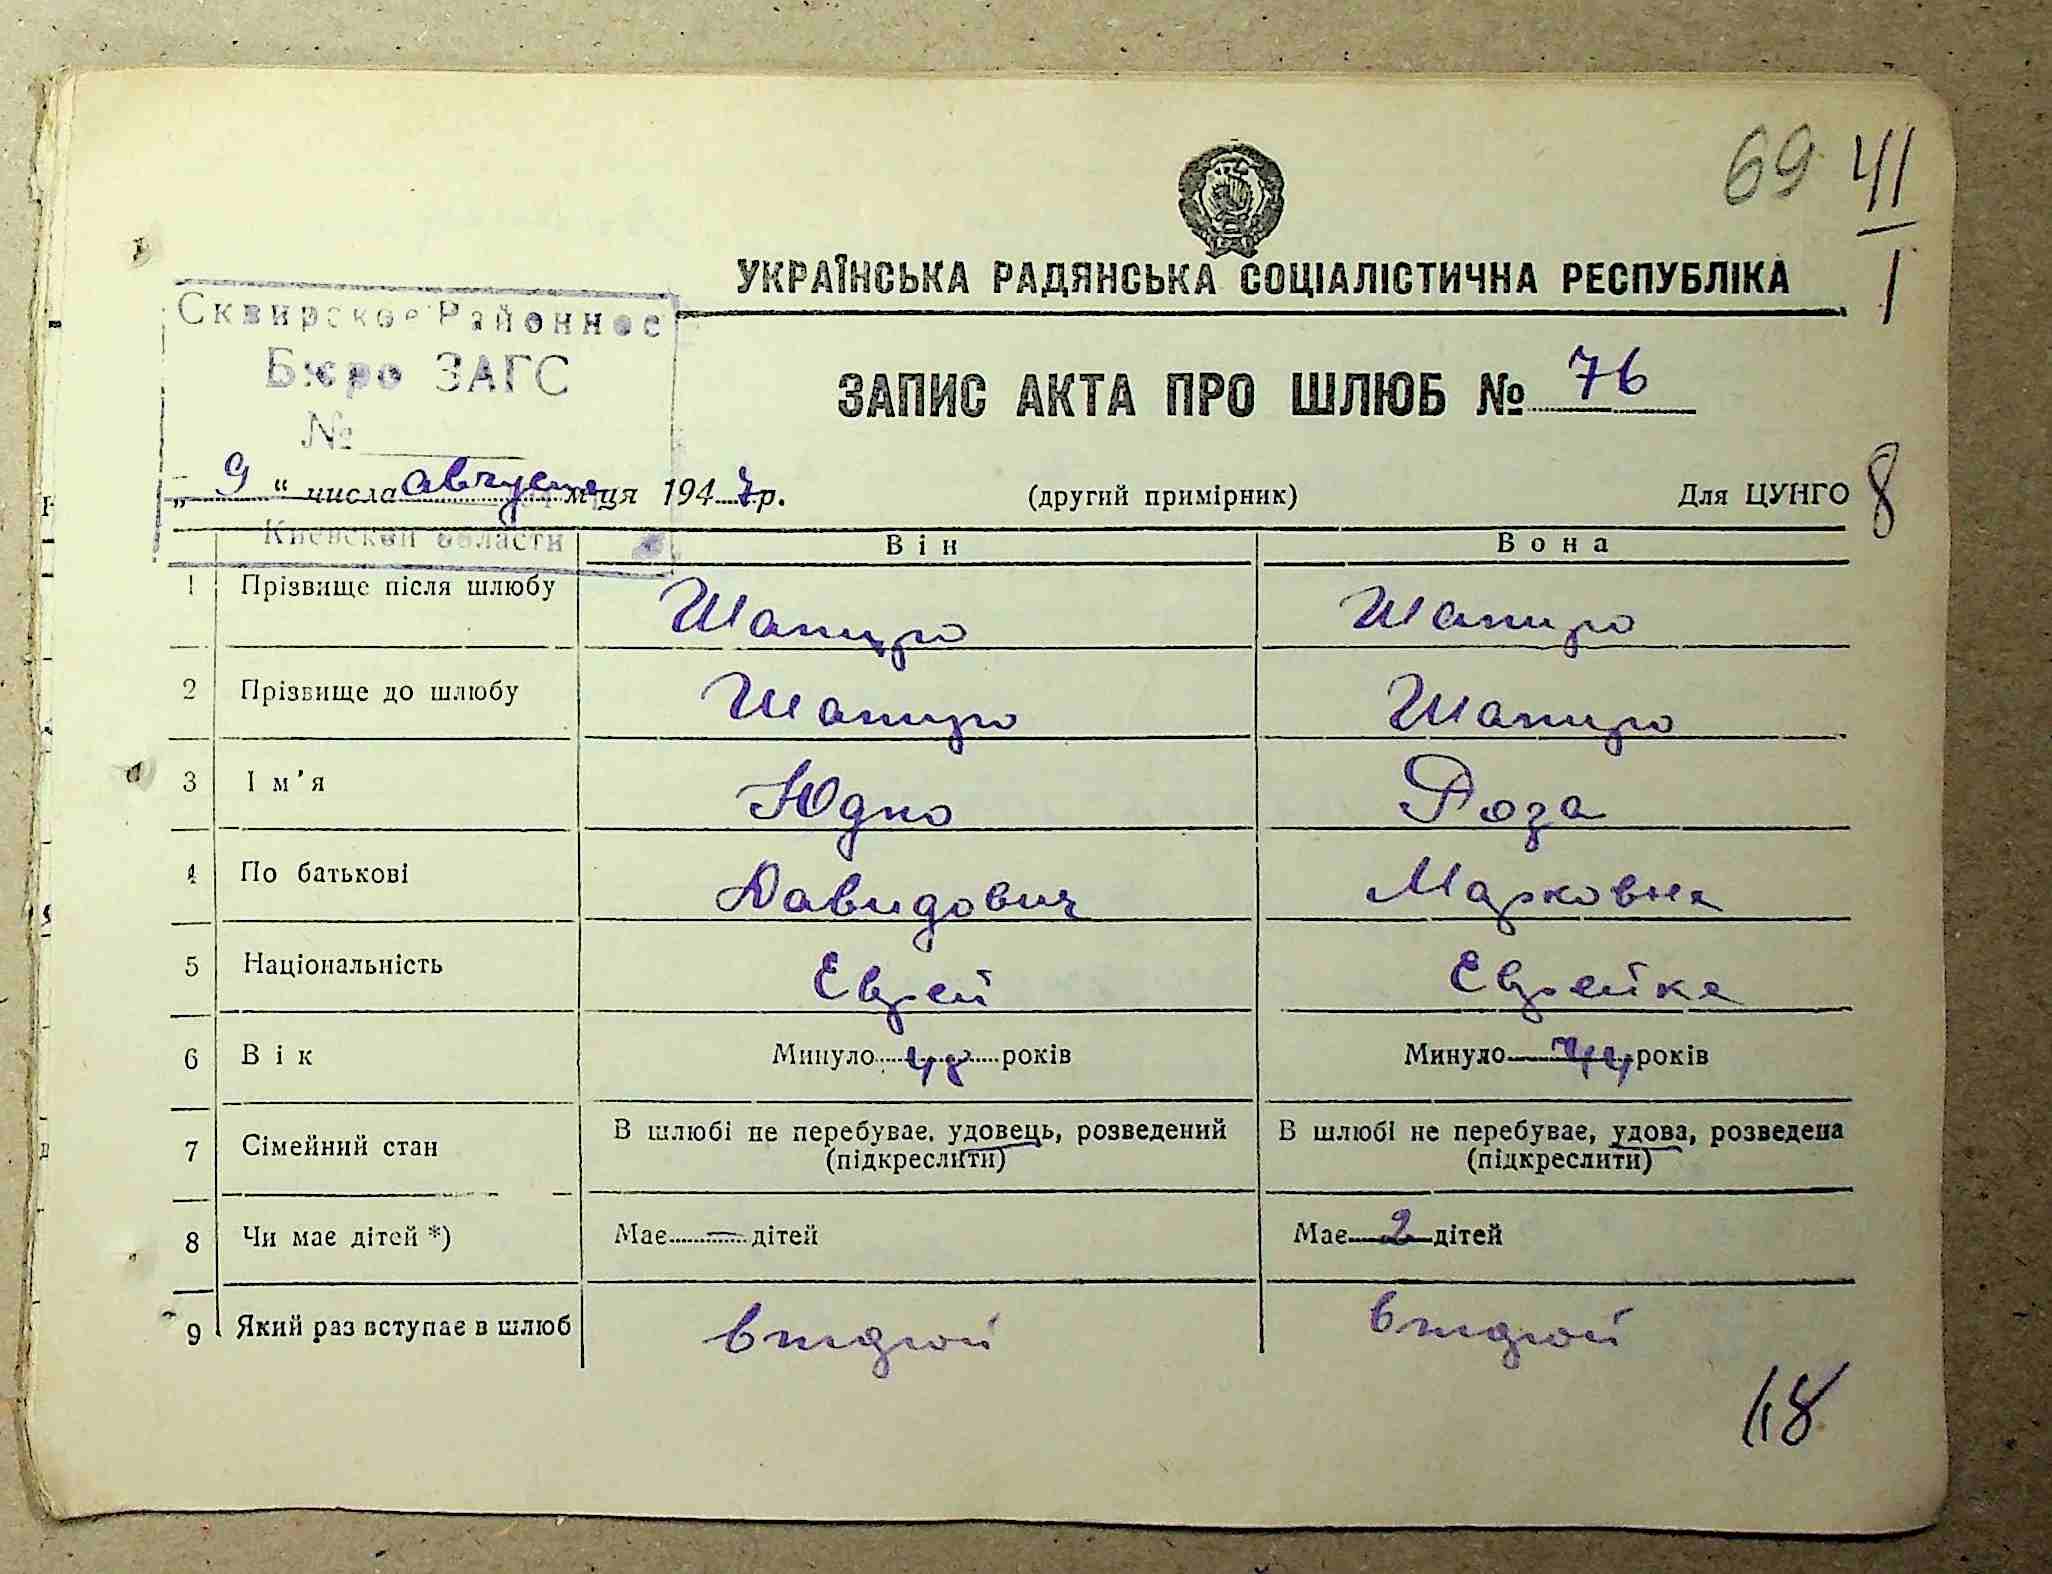 69 41
1
УКРАЇНСЬКА РАДЯНСЬКА СОЦІАЛІСТИЧНА РЕСПУБЛІКА
Сквирское Районное
Бюро ЗАГС
№
ЗАПИС АКТА ПРО ШЛЮБ № 76
„ 9 “ числа августа м-ця 1947 р. (другий примірник) Для ЦУНГО 8
Киевской области
Він Вона
1 Прізвище після шлюбу Шапиро Шапиро
2 Прізвище до шлюбу Шапиро Шапиро
3 Ім'я Юдко Роза
4 По батькові Давидович Марковна
5 Національність Еврей Еврейка
6 Вік Минуло 48 років Минуло 44 років
7 Сімейний стан В шлюбі не перебуває, удовець, розведений В шлюбі не перебуває, удова, розведена
(підкреслити) (підкреслити)
8 Чи має дітей *) Має — дітей Має 2 дітей
9 Який раз вступає в шлюб второй второй
18